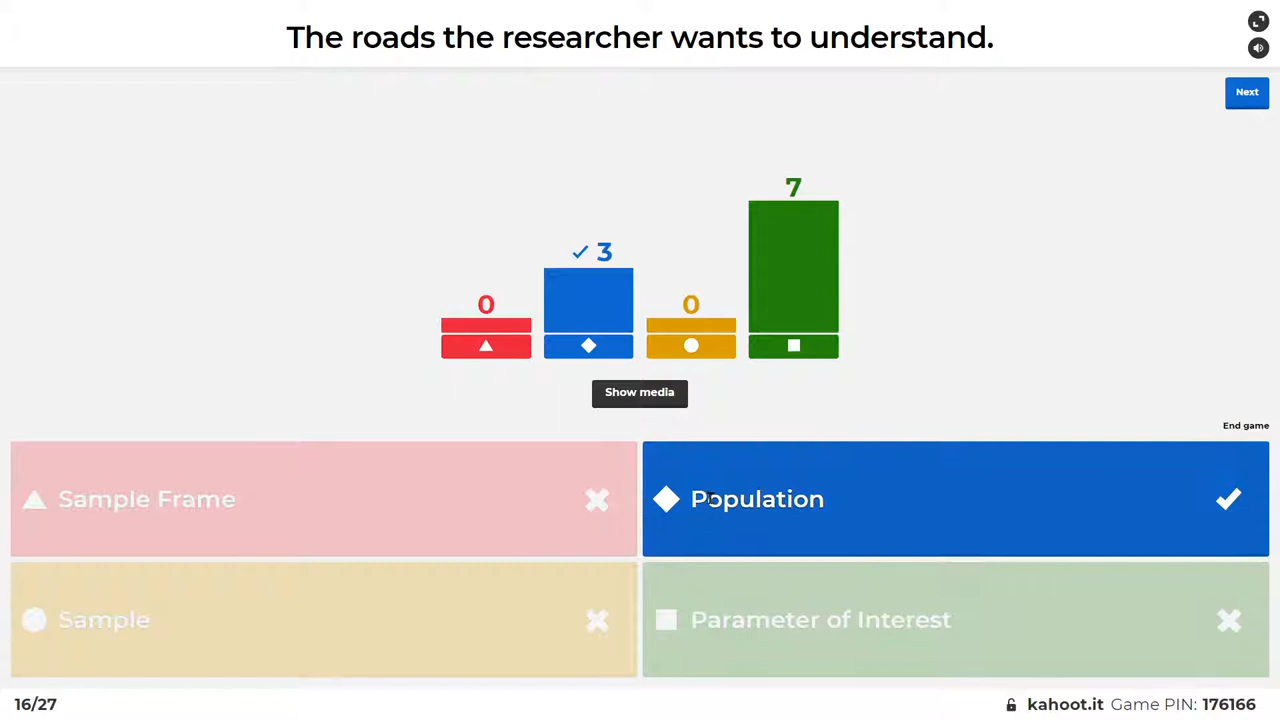 The roads the researcher wants to understand.
Next
7
3
0
0
Show media
End game
Sample Frame
Population
Sample
Parameter of Interest
16/27
kahoot.it Game PIN: 176166